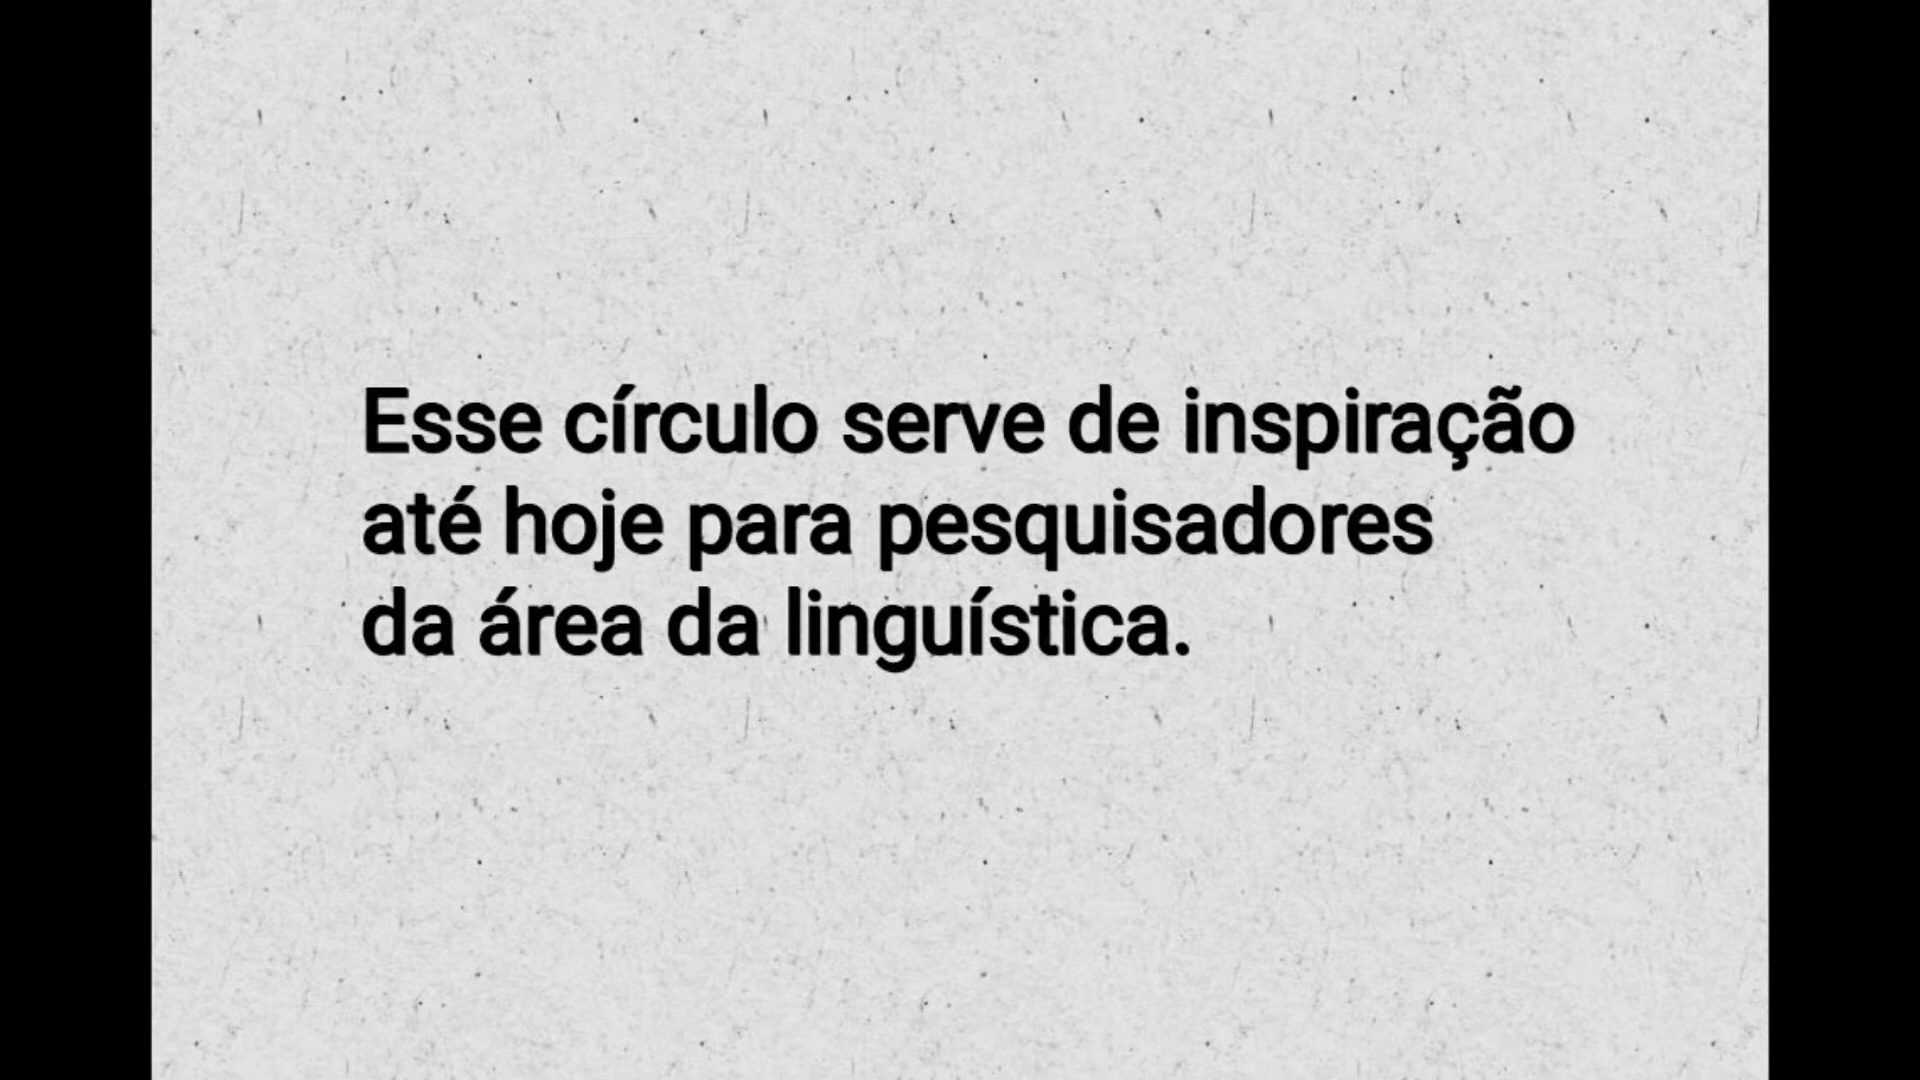 Esse círculo serve de inspiração
até hoje para pesquisadores
da área da linguística.